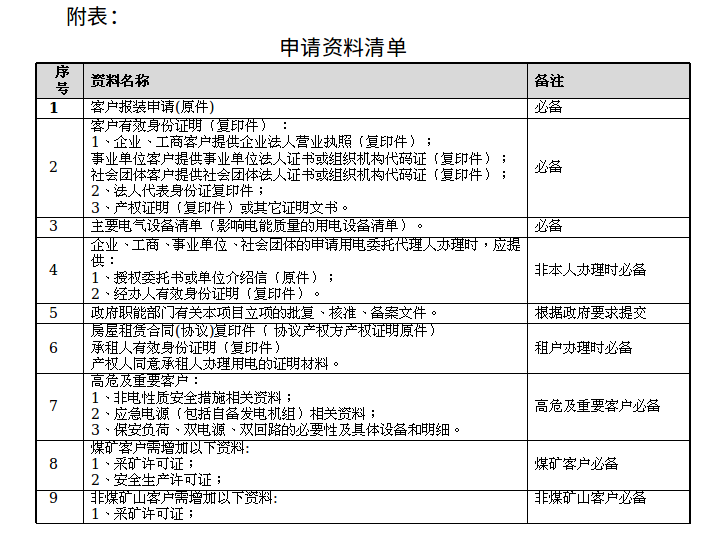 附表：
申请资料清单
序号 资料名称 备注
1 客户报装申请(原件) 必备
2 客户有效身份证明（复印件）： 必备
1、企业、工商客户提供企业法人营业执照（复印件）；
事业单位客户提供事业单位法人证书或组织机构代码证（复印件）；
社会团体客户提供社会团体法人证书或组织机构代码证（复印件）；
2、法人代表身份证复印件；
3、产权证明（复印件）或其它证明文书。
3 主要电气设备清单（影响电能质量的用电设备清单）。 必备
4 企业、工商、事业单位、社会团体的申请用电委托代理人办理时，应提 非本人办理时必备
供：
1、授权委托书或单位介绍信（原件）；
2、经办人有效身份证明（复印件）。
5 政府职能部门有关本项目立项的批复、核准、备案文件。 根据政府要求提交
6 房屋租赁合同(协议)复印件（ 协议产权方产权证明原件） 租户办理时必备
承租人有效身份证明（复印件）
产权人同意承租人办理用电的证明材料。
7 高危及重要客户： 高危及重要客户必备
1、非电性质安全措施相关资料；
2、应急电源（包括自备发电机组）相关资料；
3、保安负荷、双电源、双回路的必要性及具体设备和明细。
8 煤矿客户需增加以下资料: 煤矿客户必备
1、采矿许可证；
2、安全生产许可证；
9 非煤矿山客户需增加以下资料: 非煤矿山客户必备
1、采矿许可证；